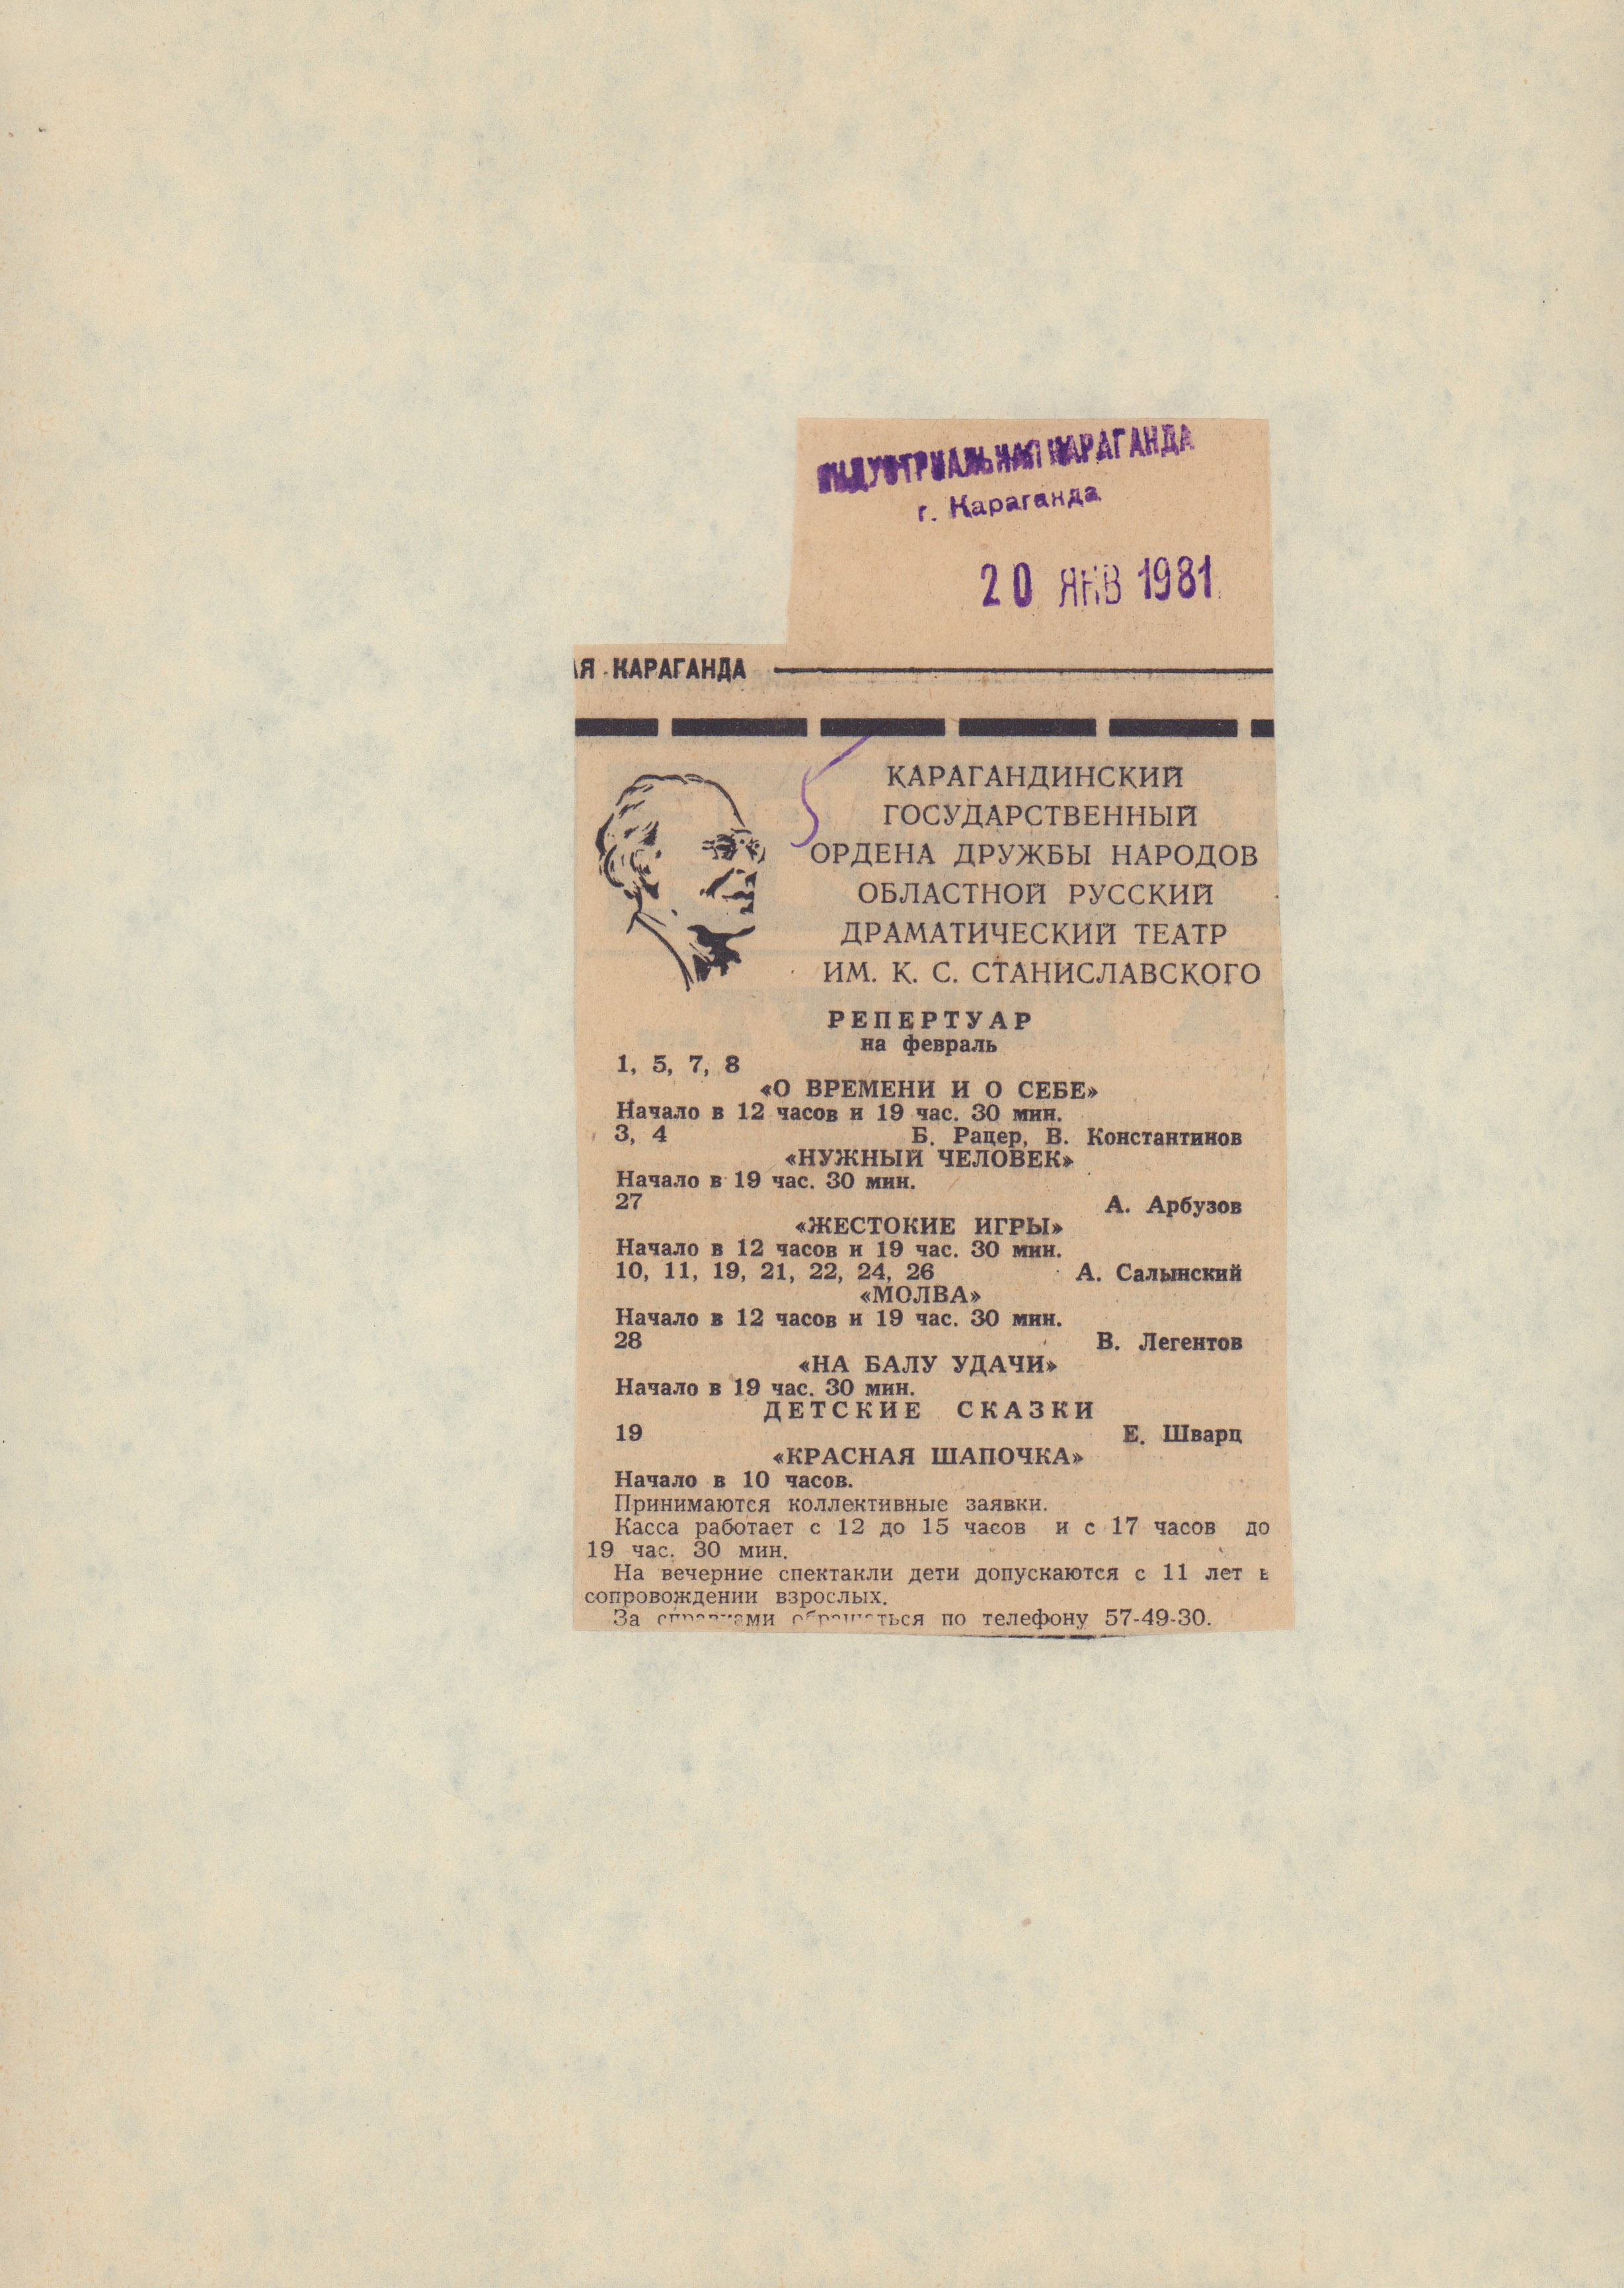 ИНДУСТРИАЛЬНАЯ КАРАГАНДА
г. Караганда
20 ЯНВ 1981
Я КАРАГАНДА
КАРАГАНДИНСКИЙ
ГОСУДАРСТВЕННЫЙ
ОРДЕНА ДРУЖБЫ НАРОДОВ
ОБЛАСТНОЙ РУССКИЙ
ДРАМАТИЧЕСКИЙ ТЕАТР
ИМ. К. С. СТАНИСЛАВСКОГО
РЕПЕРТУАР
на февраль
1, 5, 7, 8
«О ВРЕМЕНИ И О СЕБЕ»
Начало в 12 часов и 19 час. 30 мин.
3, 4 Б. Рацер, В. Константинов
«НУЖНЫЙ ЧЕЛОВЕК»
Начало в 19 час. 30 мин.
27 А. Арбузов
«ЖЕСТОКИЕ ИГРЫ»
Начало в 12 часов и 19 час. 30 мин.
10, 11, 19, 21, 22, 24, 26 А. Салынский
«МОЛВА»
Начало в 12 часов и 19 час. 30 мин.
28 В. Легентов
«НА БАЛУ УДАЧИ»
Начало в 19 час. 30 мин.
ДЕТСКИЕ СКАЗКИ
19 Е. Шварц
«КРАСНАЯ ШАПОЧКА»
Начало в 10 часов.
Принимаются коллективные заявки.
Касса работает с 12 до 15 часов и с 17 часов до
19 час. 30 мин.
На вечерние спектакли дети допускаются с 11 лет в
сопровождении взрослых.
За справками обращаться по телефону 57-49-30.